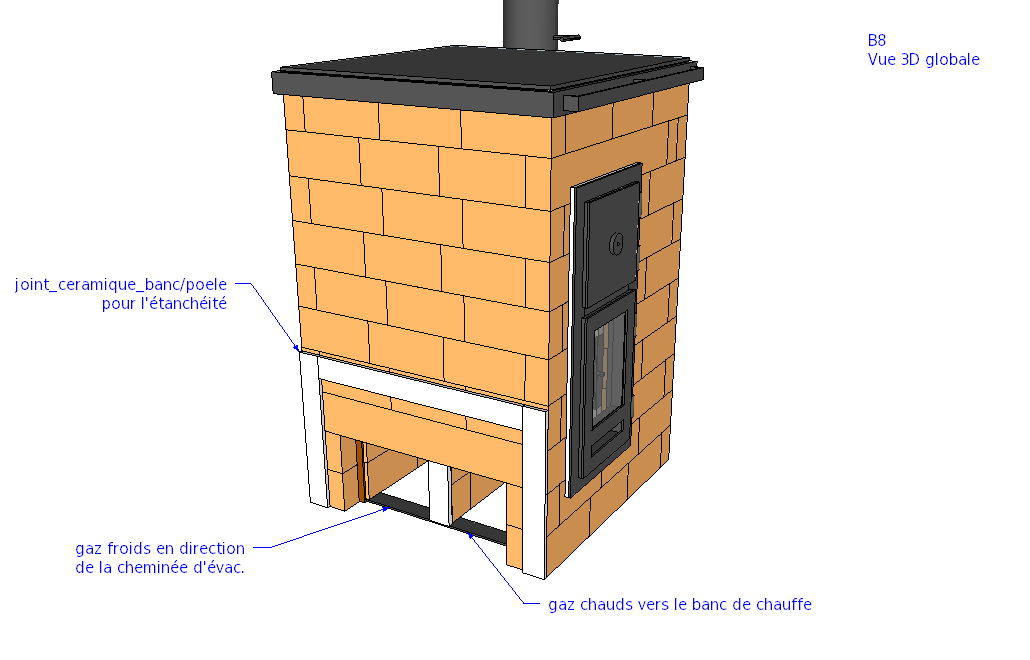 B8
Vue 3D globale
joint_ceramique_banc/poele
pour l'étanchéité
gaz froids en direction
de la cheminée d'évac.
gaz chauds vers le banc de chauffe